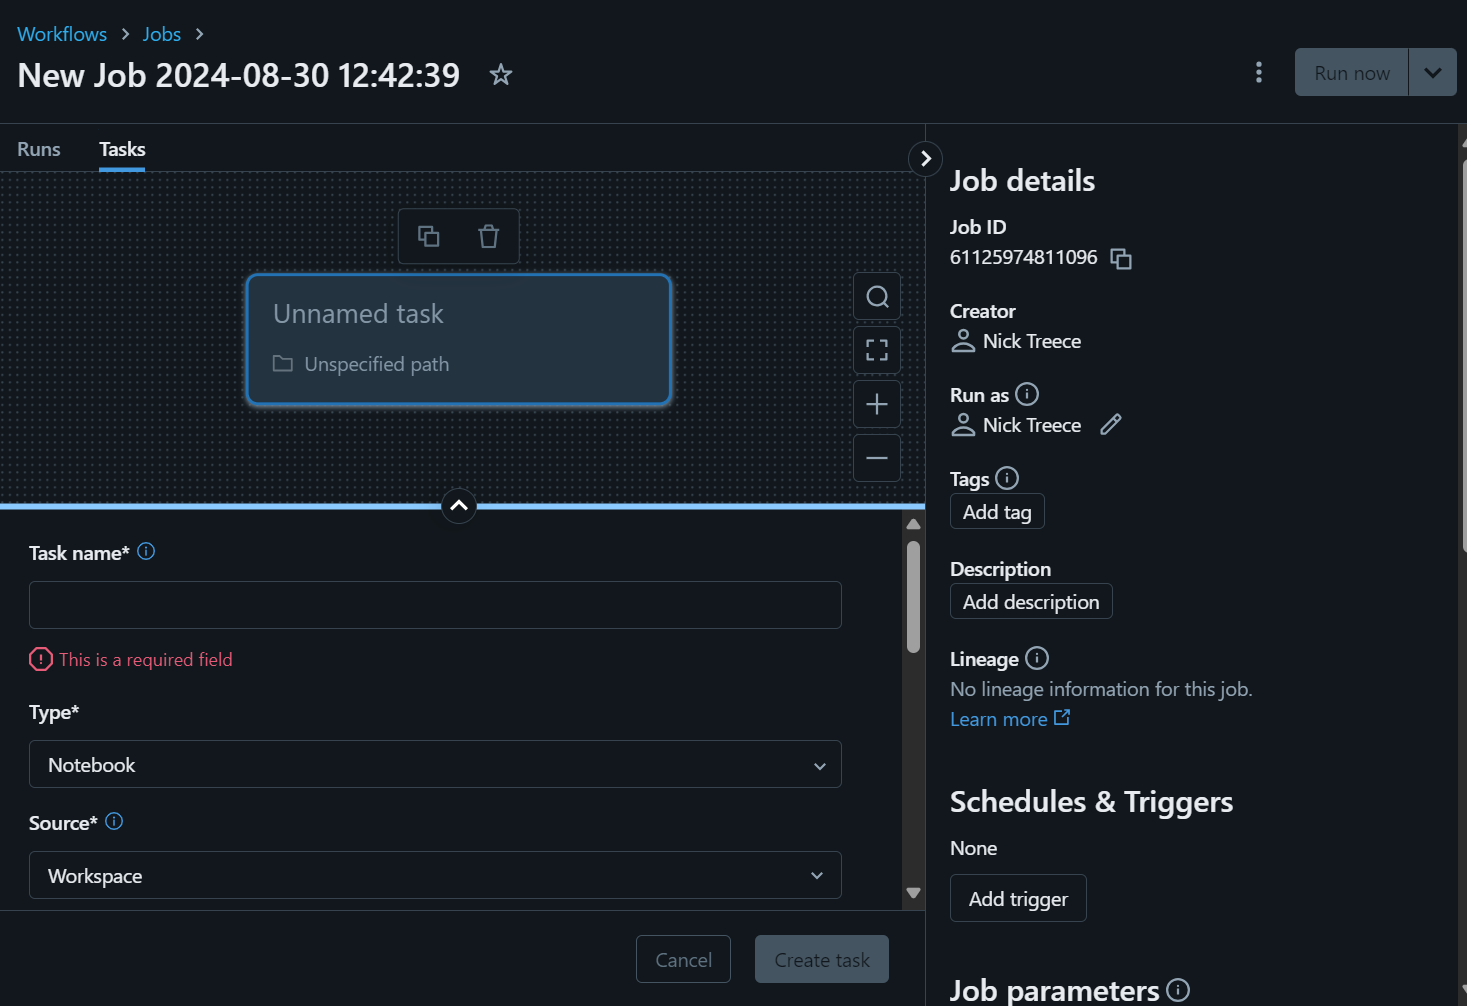 Workflows > Jobs >
New Job 2024-08-30 12:42:39
Run now
Runs
Tasks
Unnamed task
Unspecified path
Task name*
This is a required field
Type*
Notebook
Source*
Workspace
Cancel
Create task
Job details
Job ID
61125974811096
Creator
Nick Treece
Run as
Nick Treece
Tags
Add tag
Description
Add description
Lineage
No lineage information for this job.
Learn more
Schedules & Triggers
None
Add trigger
Job parameters